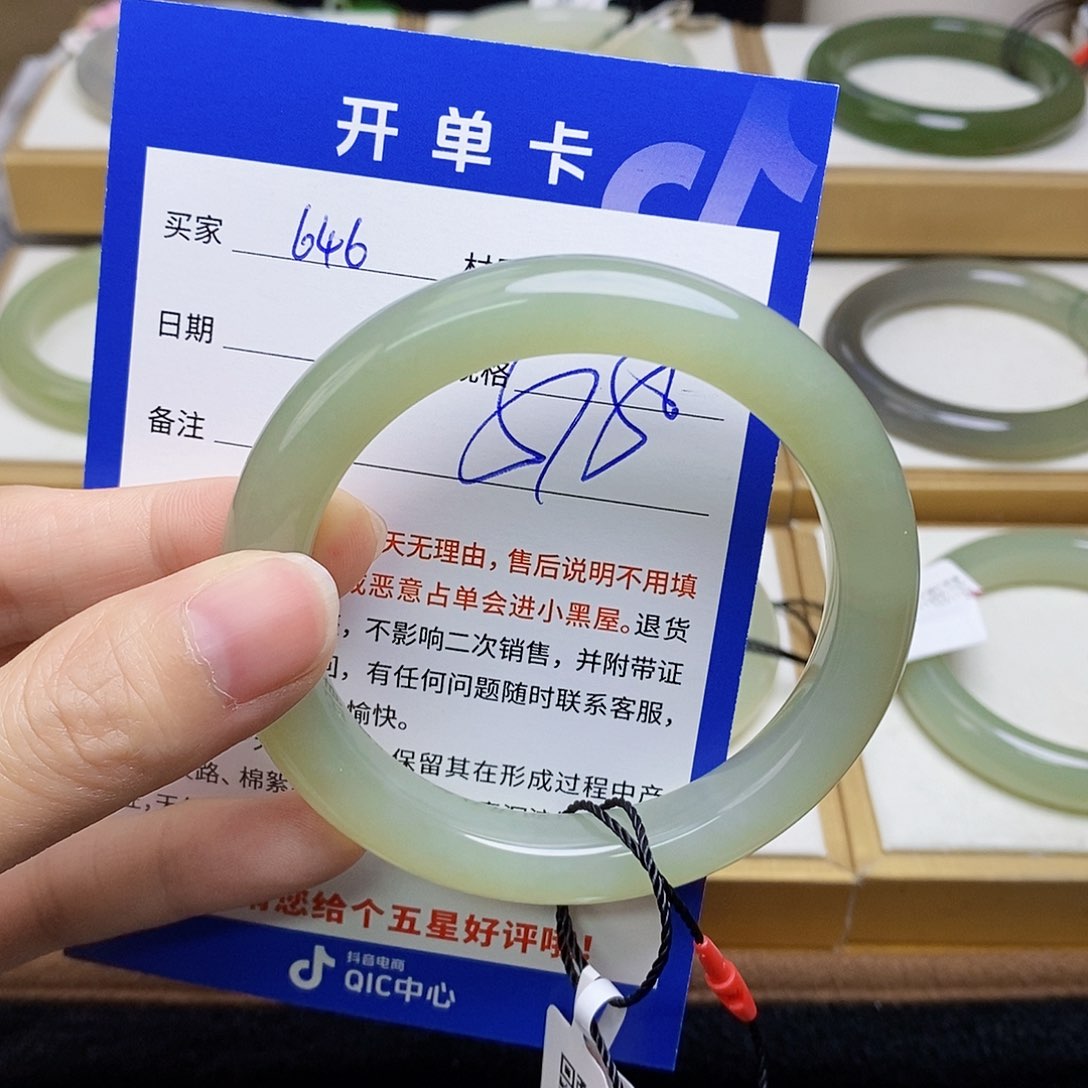 开单卡
买家 646
日期
规格
备注
天无理由,售后说明不用填
恶意占单会进小黑屋。退货
,不影响二次销售,并附带证
,有任何问题随时联系客服,
愉快。
保留其在形成过程中产
路、棉絮
您给个五星好评哦!
抖音电商
QIC中心